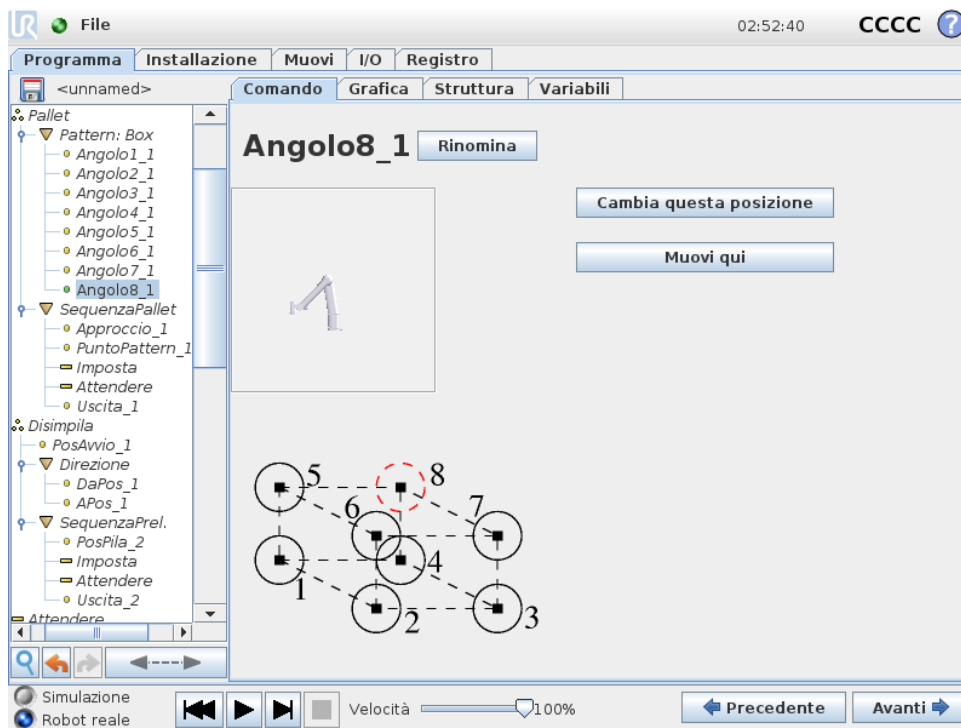 UR File 02:52:40 CCCC ?
Programma Installazione Muovi I/O Registro
<unnamed> Comando Grafica Struttura Variabili
Pallet
Pattern: Box
Angolo1_1
Angolo2_1
Angolo3_1
Angolo4_1
Angolo5_1
Angolo6_1
Angolo7_1
Angolo8_1
SequenzaPallet
Approccio_1
PuntoPattern_1
Imposta
Attendere
Uscita_1
Disimpila
PosAvvio_1
Direzione
DaPos_1
APos_1
SequenzaPrel.
PosPila_2
Imposta
Attendere
Uscita_2
Attendere
Angolo8_1 Rinomina
Cambia questa posizione
Muovi qui
5 8
6 7
1 4
2 3
Simulazione
Robot reale
Velocità 100%
Precedente Avanti